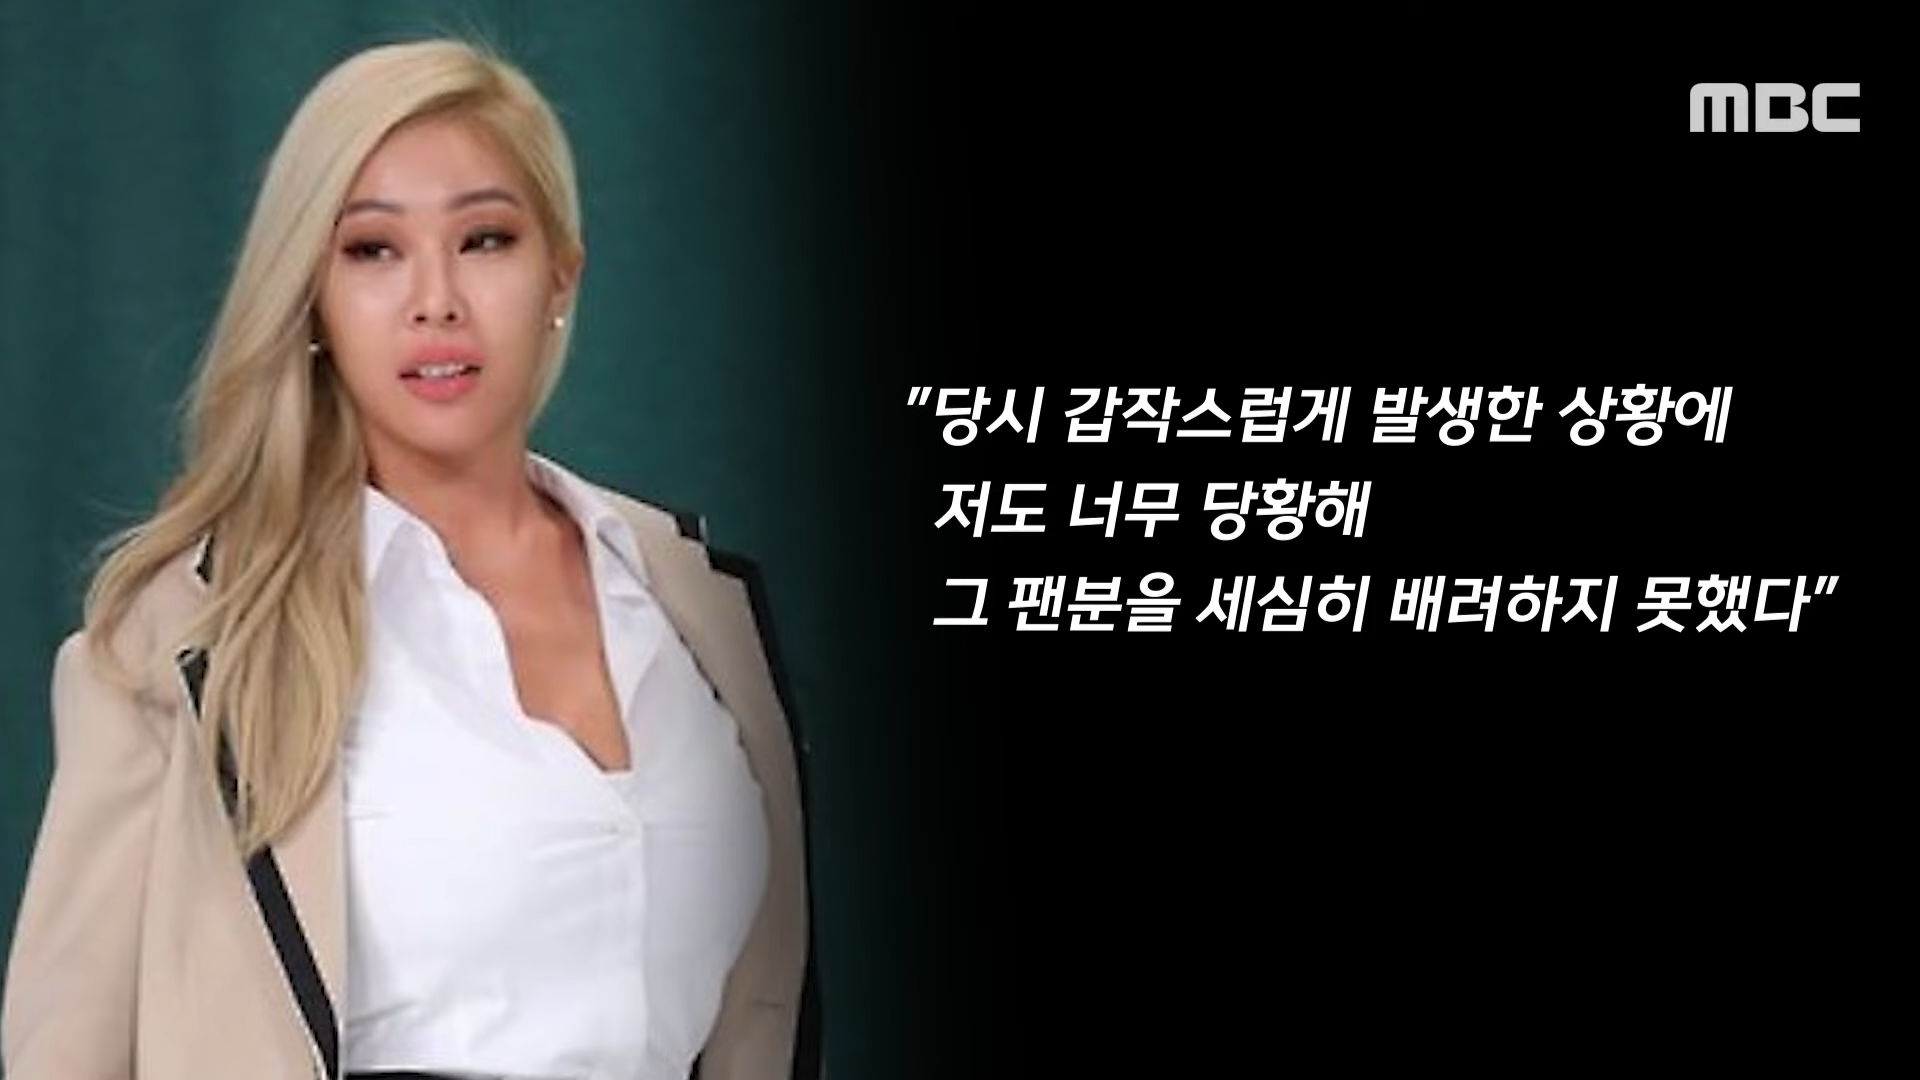 MBC
"당시 갑작스럽게 발생한 상황에
저도 너무 당황해
그 팬분을 세심히 배려하지 못했다"